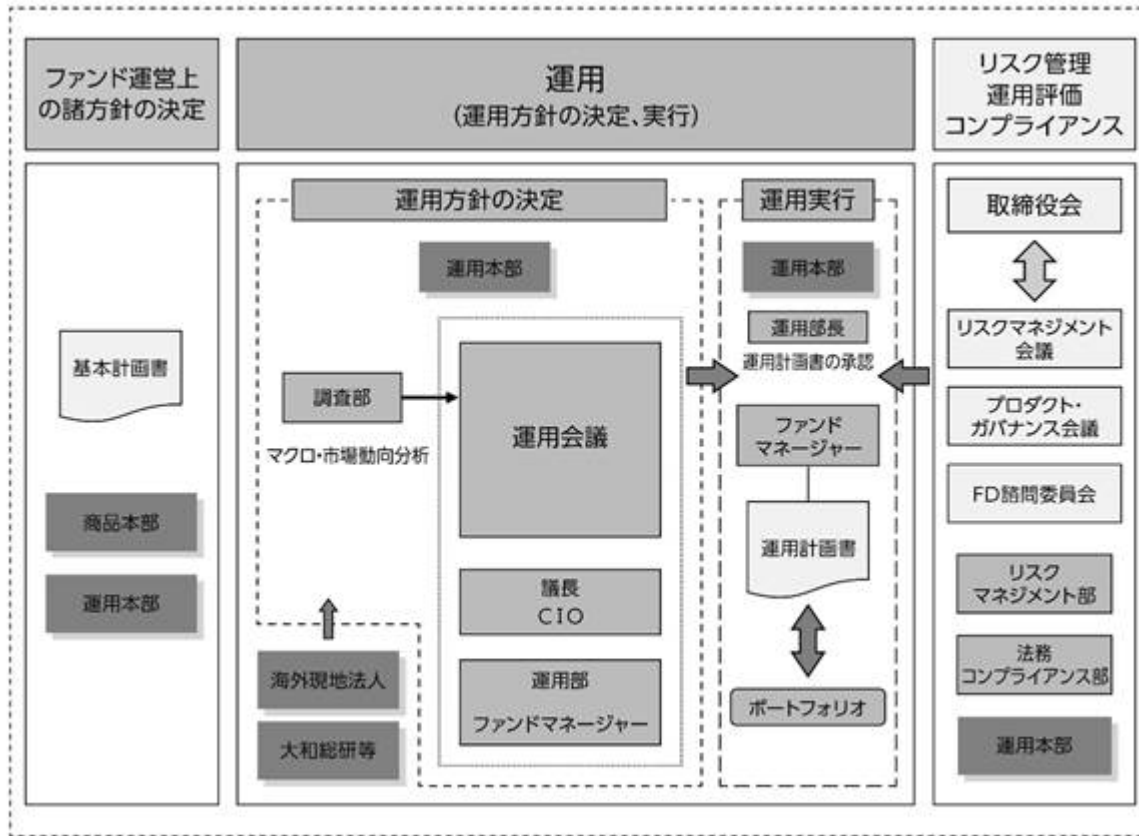 ファンド運営上
の諸方針の決定
運用
(運用方針の決定、実行)
リスク管理
運用評価
コンプライアンス
基本計画書
商品本部
運用本部
運用方針の決定
運用本部
調査部
マクロ・市場動向分析
運用会議
議長
CIO
運用部
ファンドマネージャー
海外現地法人
大和総研等
運用実行
運用本部
運用部長
運用計画書の承認
ファンド
マネージャー
運用計画書
ポートフォリオ
取締役会
リスクマネジメント
会議
プロダクト・
ガバナンス会議
FD諮問委員会
リスク
マネジメント部
法務
コンプライアンス部
運用本部